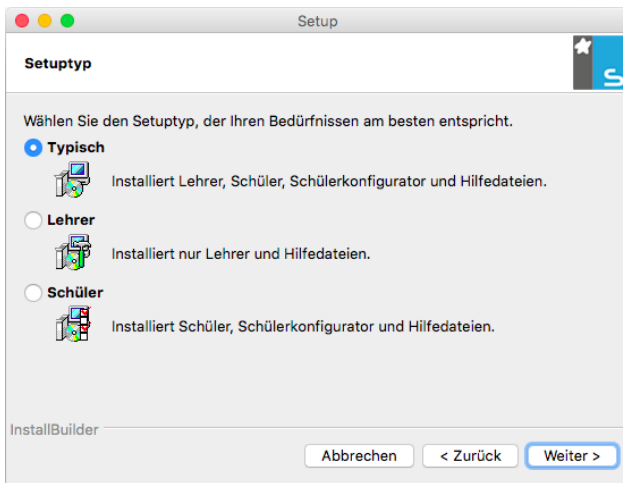 Setup
Setuptyp
S
Wählen Sie den Setuptyp, der Ihren Bedürfnissen am besten entspricht.
Typisch
Installiert Lehrer, Schüler, Schülerkonfigurator und Hilfedateien.
Lehrer
Installiert nur Lehrer und Hilfedateien.
Schüler
Installiert Schüler, Schülerkonfigurator und Hilfedateien.
InstallBuilder
Abbrechen < Zurück Weiter >